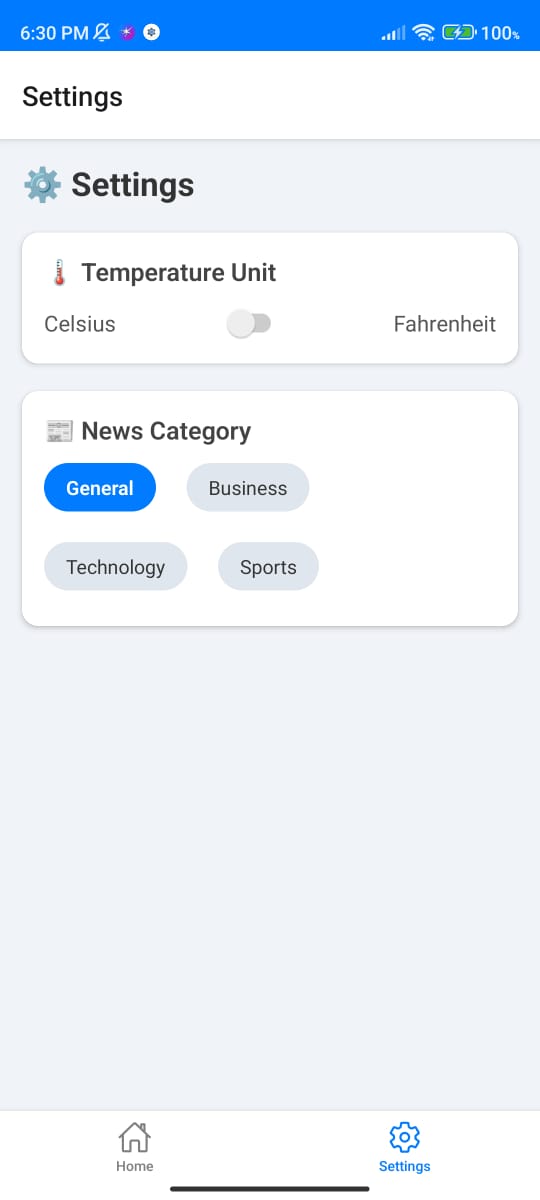 6:30 PM 100%
Settings
⚙️ Settings
🌡️ Temperature Unit
Celsius Fahrenheit
📰 News Category
General Business
Technology Sports
Home Settings